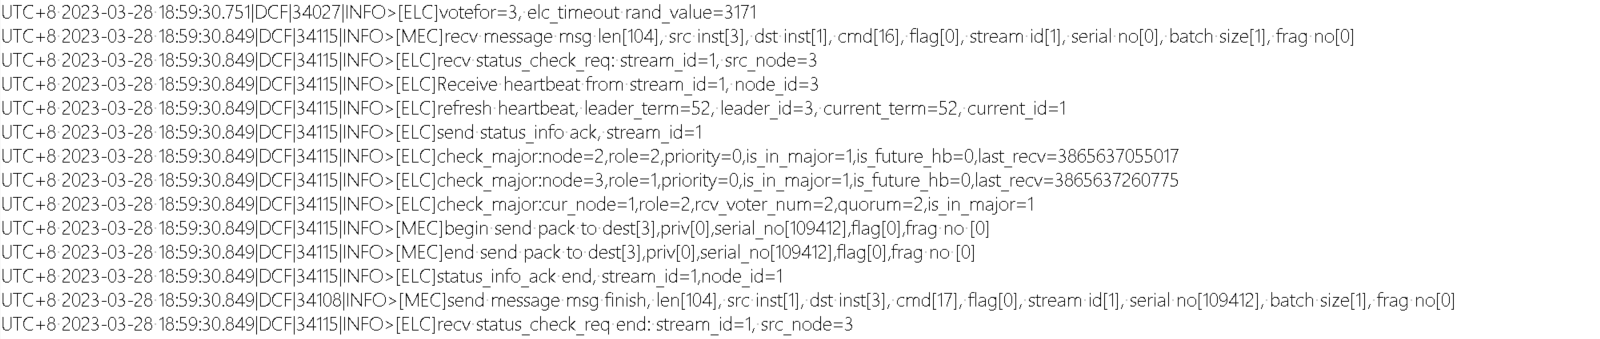 UTC+8 2023-03-28 18:59:30.751|DCF|34027|INFO>[ELC]votefor=3, elc_timeout rand_value=3171
UTC+8 2023-03-28 18:59:30.849|DCF|34115|INFO>[MEC]recv message msg len[104], src inst[3], dst inst[1], cmd[16], flag[0], stream id[1], serial no[0], batch size[1], frag no[0]
UTC+8 2023-03-28 18:59:30.849|DCF|34115|INFO>[ELC]recv status_check_req: stream_id=1, src_node=3
UTC+8 2023-03-28 18:59:30.849|DCF|34115|INFO>[ELC]Receive heartbeat from stream_id=1, node_id=3
UTC+8 2023-03-28 18:59:30.849|DCF|34115|INFO>[ELC]refresh heartbeat, leader_term=52, leader_id=3, current_term=52, current_id=1
UTC+8 2023-03-28 18:59:30.849|DCF|34115|INFO>[ELC]send status_info ack, stream_id=1
UTC+8 2023-03-28 18:59:30.849|DCF|34115|INFO>[ELC]check_major:node=2,role=2,priority=0,is_in_major=1,is_future_hb=0,last_recv=3865637055017
UTC+8 2023-03-28 18:59:30.849|DCF|34115|INFO>[ELC]check_major:node=3,role=1,priority=0,is_in_major=1,is_future_hb=0,last_recv=3865637260775
UTC+8 2023-03-28 18:59:30.849|DCF|34115|INFO>[ELC]check_major:cur_node=1,role=2,rcv_voter_num=2,quorum=2,is_in_major=1
UTC+8 2023-03-28 18:59:30.849|DCF|34115|INFO>[MEC]begin send pack to dest[3],priv[0],serial_no[109412],flag[0],frag no [0]
UTC+8 2023-03-28 18:59:30.849|DCF|34115|INFO>[MEC]end send pack to dest[3],priv[0],serial_no[109412],flag[0],frag no [0]
UTC+8 2023-03-28 18:59:30.849|DCF|34115|INFO>[ELC]status_info_ack end, stream_id=1,node_id=1
UTC+8 2023-03-28 18:59:30.849|DCF|34108|INFO>[MEC]send message msg finish, len[104], src inst[1], dst inst[3], cmd[17], flag[0], stream id[1], serial no[109412], batch size[1], frag no[0]
UTC+8 2023-03-28 18:59:30.849|DCF|34115|INFO>[ELC]recv status_check_req end: stream_id=1, src_node=3